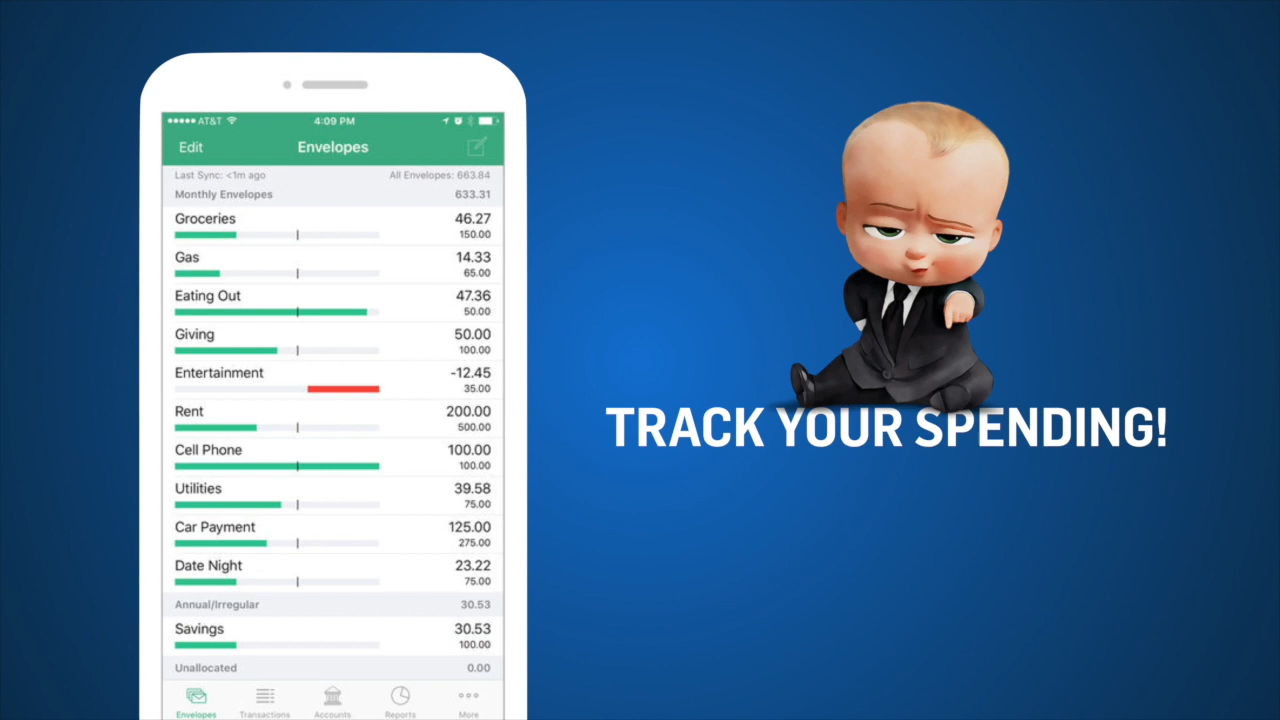 AT&T 4:09 PM
Edit Envelopes
Last Sync: <1m ago All Envelopes: 663.84
Monthly Envelopes 633.31
Groceries 46.27
150.00
Gas 14.33
65.00
Eating Out 47.36
50.00
Giving 50.00
100.00
Entertainment -12.45
35.00
Rent 200.00
500.00
Cell Phone 100.00
100.00
Utilities 39.58
75.00
Car Payment 125.00
275.00
Date Night 23.22
75.00
Annual/Irregular 30.53
Savings 30.53
100.00
Unallocated 0.00
Envelopes Transactions Accounts Reports More
TRACK YOUR SPENDING!